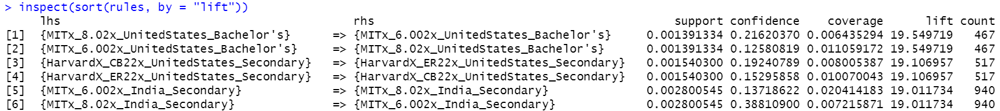 > inspect(sort(rules, by = "lift"))
lhs rhs support confidence coverage lift count
[1] {MITx_8.02x_UnitedStates_Bachelor's} => {MITx_6.002x_UnitedStates_Bachelor's} 0.001391334 0.21620370 0.006435294 19.549719 467
[2] {MITx_6.002x_UnitedStates_Bachelor's} => {MITx_8.02x_UnitedStates_Bachelor's} 0.001391334 0.12580819 0.011059172 19.549719 467
[3] {HarvardX_CB22x_UnitedStates_Secondary} => {HarvardX_ER22x_UnitedStates_Secondary} 0.001540300 0.19240789 0.008005387 19.106957 517
[4] {HarvardX_ER22x_UnitedStates_Secondary} => {HarvardX_CB22x_UnitedStates_Secondary} 0.001540300 0.15295858 0.010070043 19.106957 517
[5] {MITx_6.002x_India_Secondary} => {MITx_8.02x_India_Secondary} 0.002800545 0.13718622 0.020414183 19.011734 940
[6] {MITx_8.02x_India_Secondary} => {MITx_6.002x_India_Secondary} 0.002800545 0.38810900 0.007215871 19.011734 940